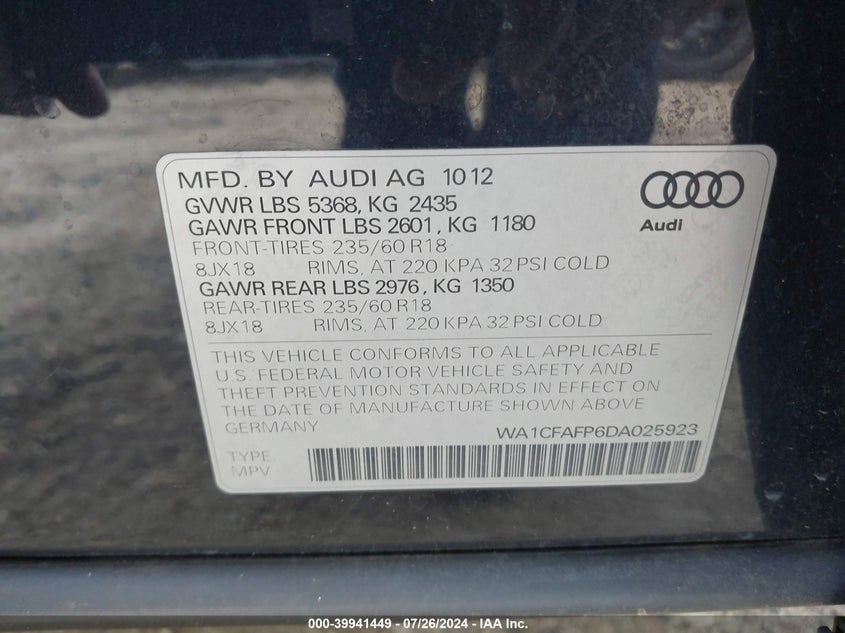 MFD. BY AUDI AG 1012
GVWR LBS 5368, KG 2435
GAWR FRONT LBS 2601, KG 1180
FRONT-TIRES 235/60 R18
8JX18 RIMS, AT 220 KPA 32 PSI COLD
GAWR REAR LBS 2976, KG 1350
REAR-TIRES 235/60 R18
8JX18 RIMS, AT 220 KPA 32 PSI COLD
Audi
THIS VEHICLE CONFORMS TO ALL APPLICABLE
U.S. FEDERAL MOTOR VEHICLE SAFETY AND
THEFT PREVENTION STANDARDS IN EFFECT ON
THE DATE OF MANUFACTURE SHOWN ABOVE
GERMANY
WA1CFAFP6DA025923
TYPE
MPV
000-39941449 - 07/26/2024 - IAA Inc.